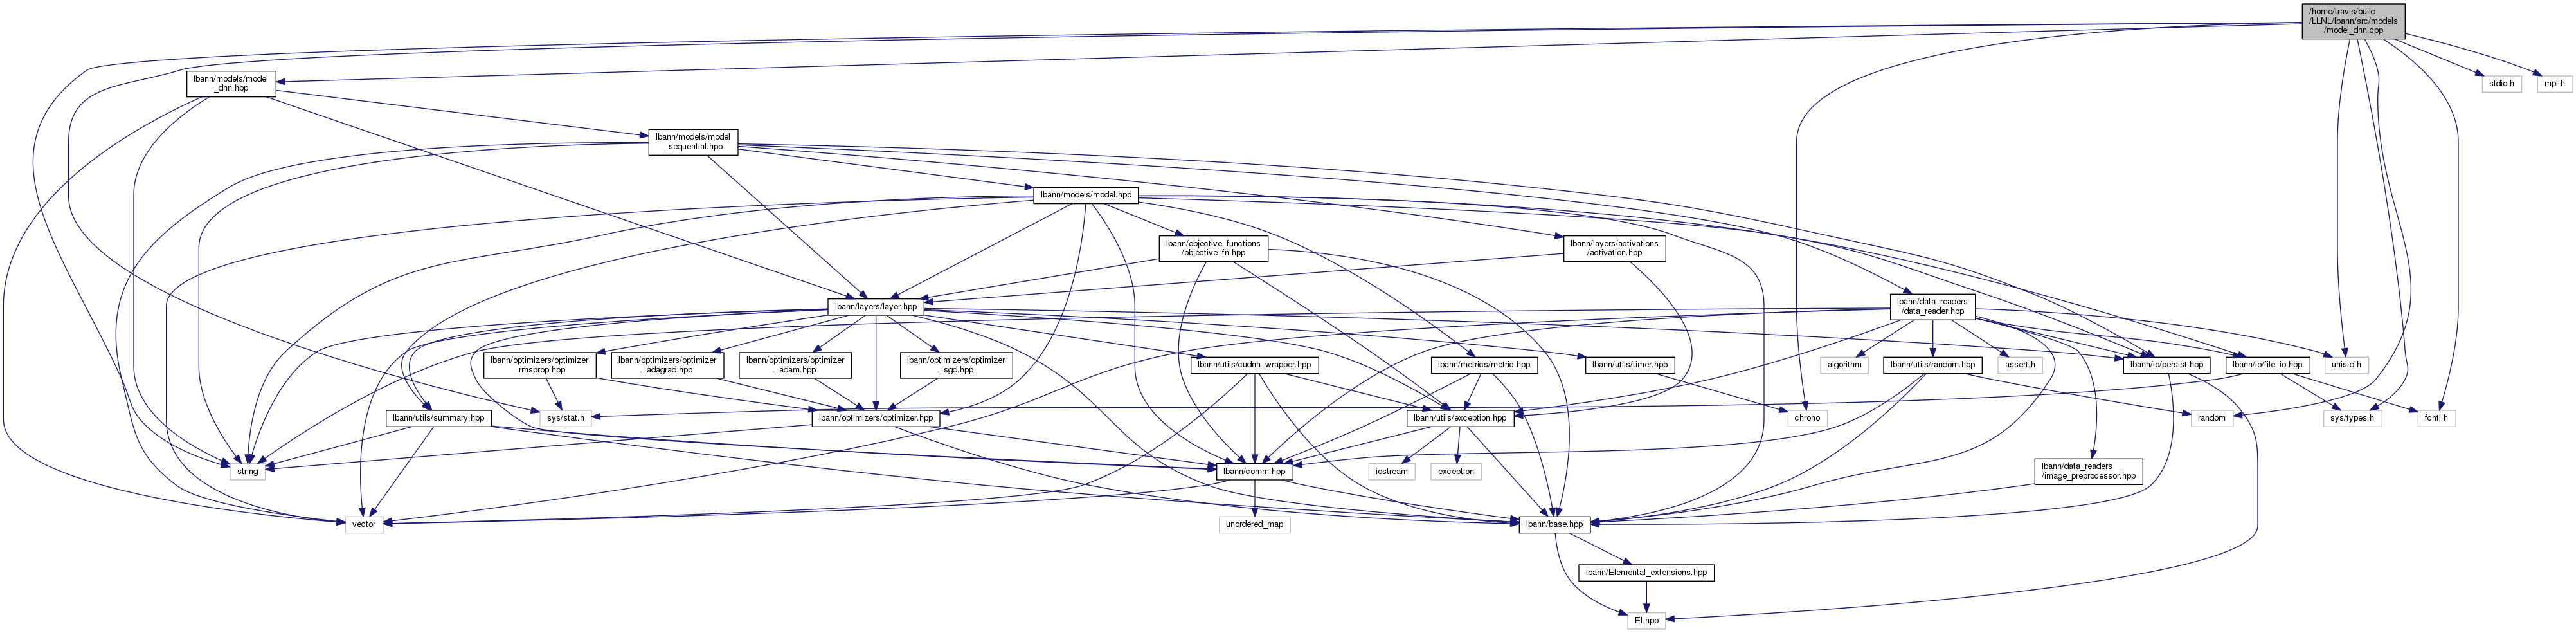 /home/travis/build
/LLNL/lbann/src/models
/model_dnn.cpp
lbann/models/model
_dnn.hpp
stdio.h
mpi.h
lbann/models/model
_sequential.hpp
lbann/models/model.hpp
lbann/objective_functions
/objective_fn.hpp
lbann/layers/activations
/activation.hpp
lbann/layers/layer.hpp
lbann/data_readers
/data_reader.hpp
lbann/optimizers/optimizer
_rmsprop.hpp
lbann/optimizers/optimizer
_adagrad.hpp
lbann/optimizers/optimizer
_adam.hpp
lbann/optimizers/optimizer
_sgd.hpp
lbann/utils/cudnn_wrapper.hpp
lbann/metrics/metric.hpp
lbann/utils/timer.hpp
algorithm
lbann/utils/random.hpp
assert.h
lbann/io/persist.hpp
lbann/io/file_io.hpp
unistd.h
lbann/utils/summary.hpp
sys/stat.h
lbann/optimizers/optimizer.hpp
lbann/utils/exception.hpp
chrono
random
sys/types.h
fcntl.h
string
lbann/comm.hpp
iostream
exception
lbann/data_readers
/image_preprocessor.hpp
vector
unordered_map
lbann/base.hpp
lbann/Elemental_extensions.hpp
El.hpp